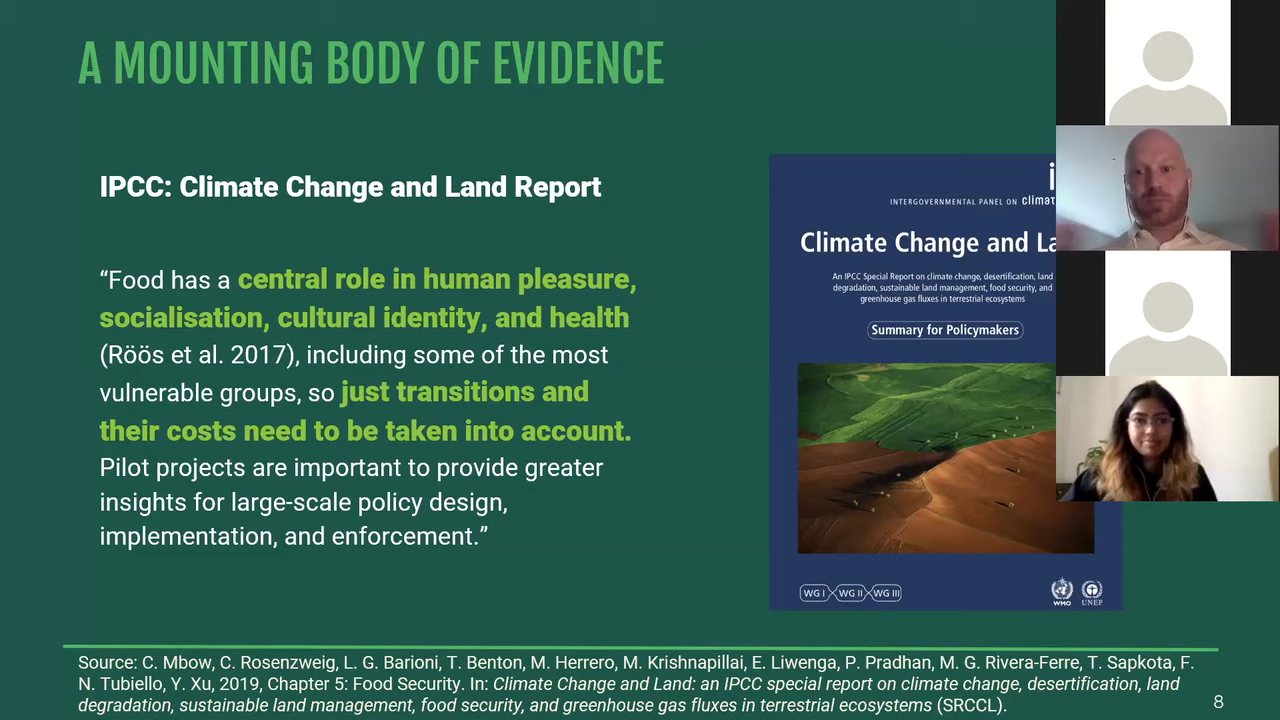 A MOUNTING BODY OF EVIDENCE
IPCC: Climate Change and Land Report
“Food has a central role in human pleasure,
socialisation, cultural identity, and health
(Röös et al. 2017), including some of the most
vulnerable groups, so just transitions and
their costs need to be taken into account.
Pilot projects are important to provide greater
insights for large-scale policy design,
implementation, and enforcement.”
INTERGOVERNMENTAL PANEL ON
Climate Change and
An IPCC Special Report on climate change, desertification, land
degradation, sustainable land management, food security, and
greenhouse gas fluxes in terrestrial ecosystems
Summary for Policymakers
WG I WG II WG III
WMO UNEP
Source: C. Mbow, C. Rosenzweig, L. G. Barioni, T. Benton, M. Herrero, M. Krishnapillai, E. Liwenga, P. Pradhan, M. G. Rivera-Ferre, T. Sapkota, F.
N. Tubiello, Y. Xu, 2019, Chapter 5: Food Security. In: Climate Change and Land: an IPCC special report on climate change, desertification, land
degradation, sustainable land management, food security, and greenhouse gas fluxes in terrestrial ecosystems (SRCCL).
8